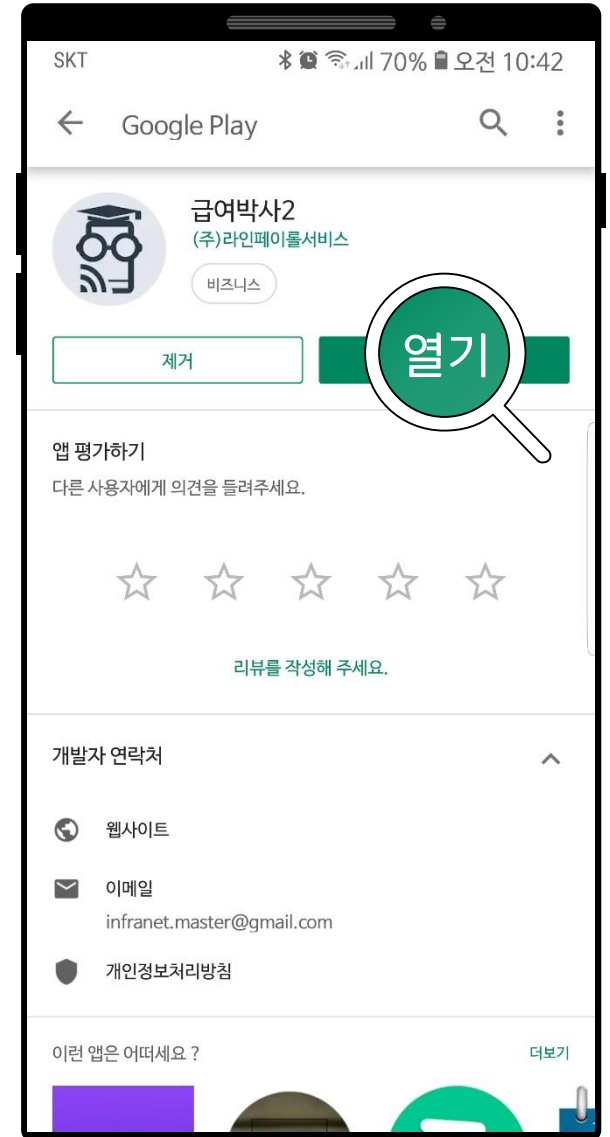 SKT 70% 오전 10:42
Google Play
급여박사2
(주)라인페이롤서비스
비즈니스
제거
열기
앱 평가하기
다른 사용자에게 의견을 들려주세요.
리뷰를 작성해 주세요.
개발자 연락처
웹사이트
이메일
infranet.master@gmail.com
개인정보처리방침
이런 앱은 어떠세요 ?
더보기